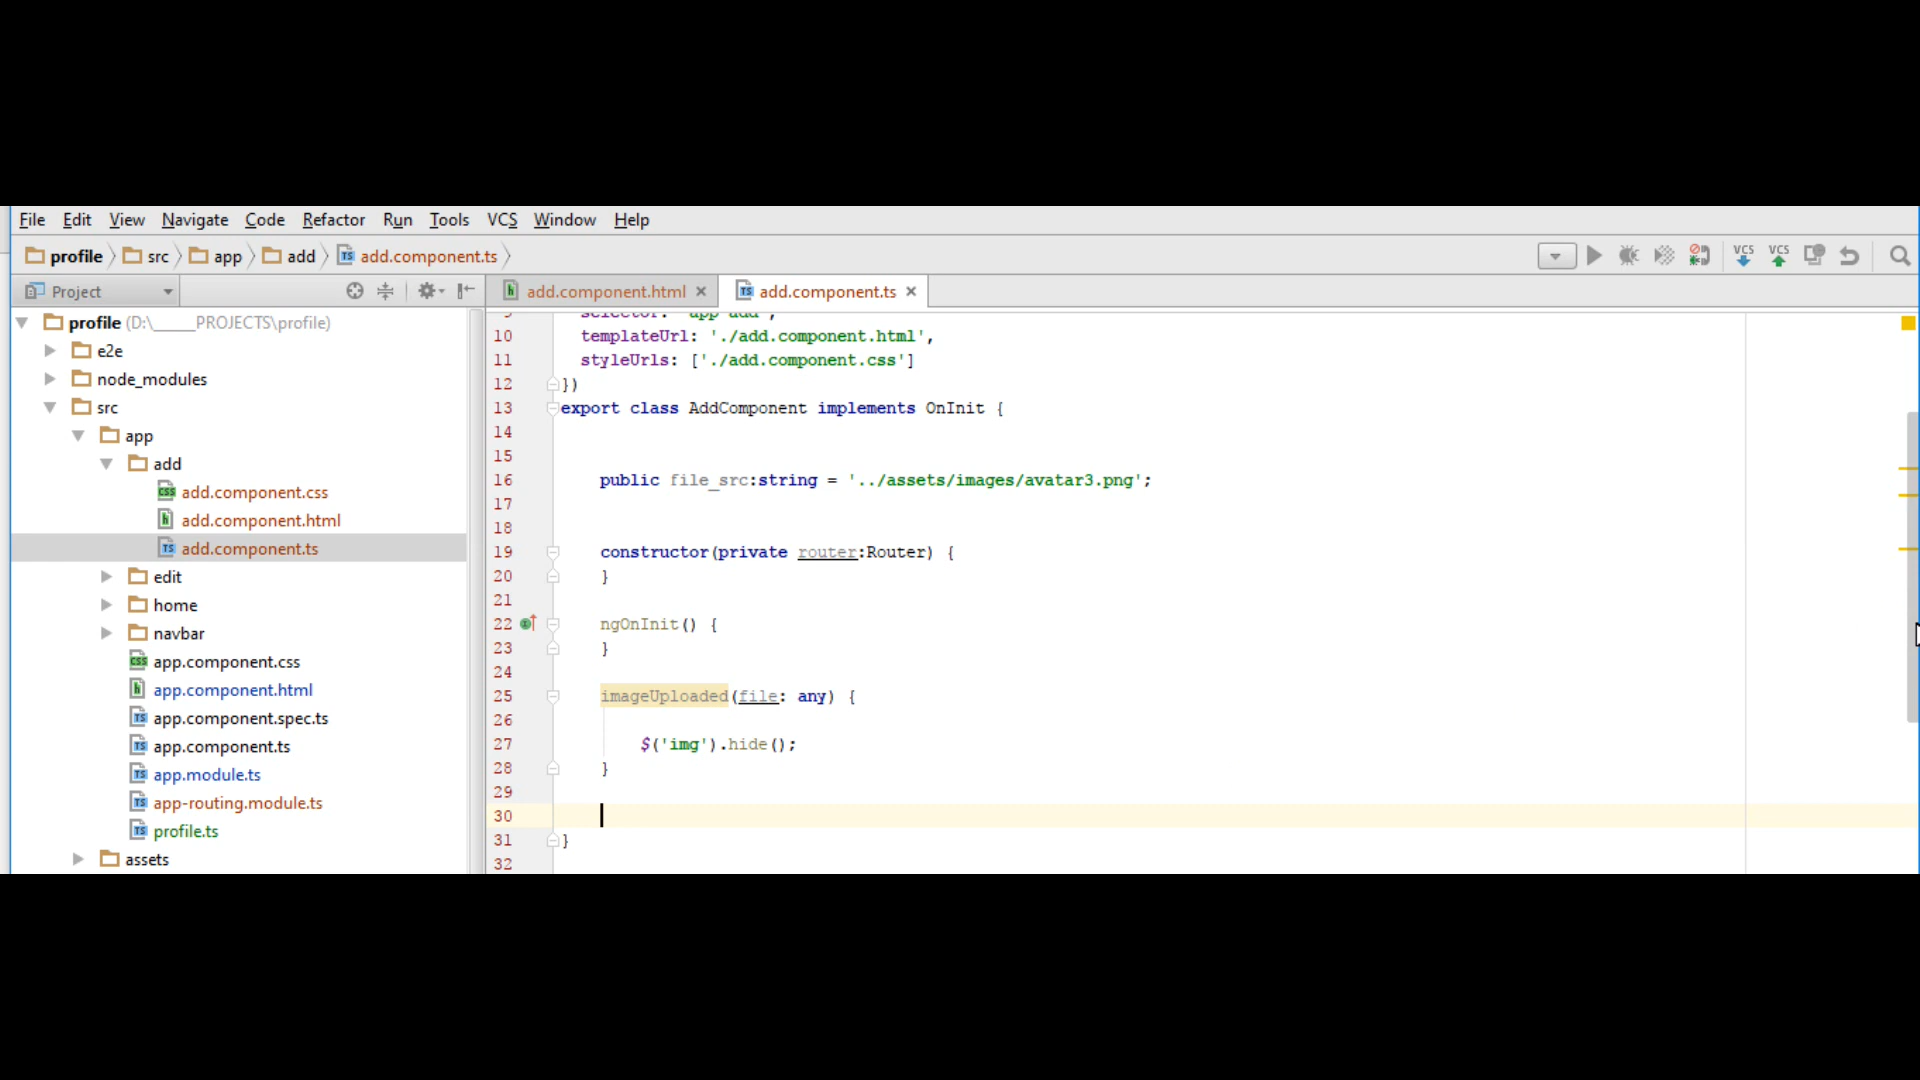 File Edit View Navigate Code Refactor Run Tools VCS Window Help
profile src app add add.component.ts
VCS VCS
Project
add.component.html
add.component.ts
profile (D:\_____PROJECTS\profile)
e2e
node_modules
src
app
add
add.component.css
add.component.html
add.component.ts
edit
home
navbar
app.component.css
app.component.html
app.component.spec.ts
app.component.ts
app.module.ts
app-routing.module.ts
profile.ts
assets
10 templateUrl: './add.component.html',
11 styleUrls: ['./add.component.css']
12 })
13 export class AddComponent implements OnInit {
14
15
16 public file_src:string = '../assets/images/avatar3.png';
17
18
19 constructor(private router:Router) {
20 }
21
22 ngOnInit() {
23 }
24
25 imageUploaded(file: any) {
26
27 $('img').hide();
28 }
29
30
31 }
32